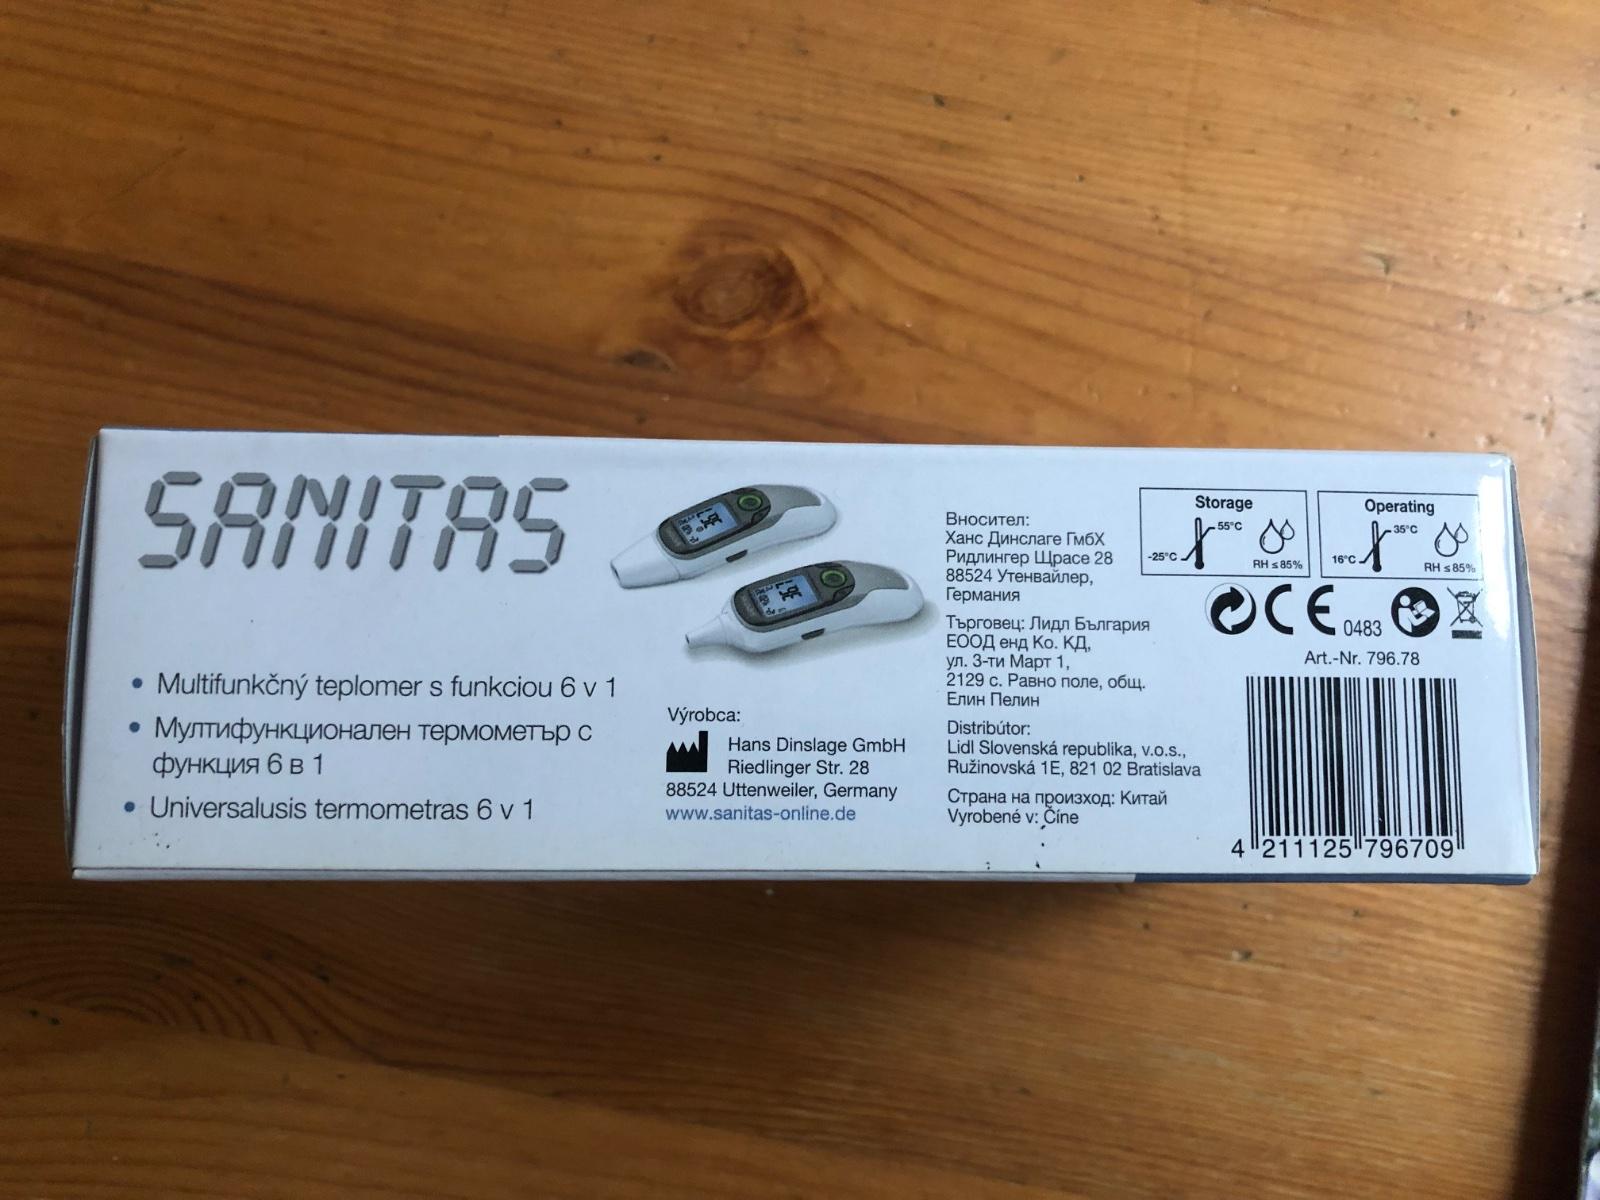 SANITAS
• Multifunkčný teplomer s funkciou 6 v 1
• Мултифункционален термометър с
функция 6 в 1
• Universalusis termometras 6 v 1
Výrobca:
Hans Dinslage GmbH
Riedlinger Str. 28
88524 Uttenweiler, Germany
www.sanitas-online.de
Вносител:
Ханс Динслаге ГмбХ
Ридлингер Щрасе 28
88524 Утенвайлер,
Германия
Търговец: Лидл България
ЕООД енд Ко. КД,
ул. 3-ти Март 1,
2129 с. Равно поле, общ.
Елин Пелин
Distribútor:
Lidl Slovenská republika, v.o.s.,
Ružinovská 1E, 821 02 Bratislava
Страна на произход: Китай
Vyrobené v: Číne
Storage
55°C
-25°C
RH ≤ 85%
Operating
35°C
16°C
RH ≤ 85%
CE 0483
Art.-Nr. 796.78
4 211125 796709